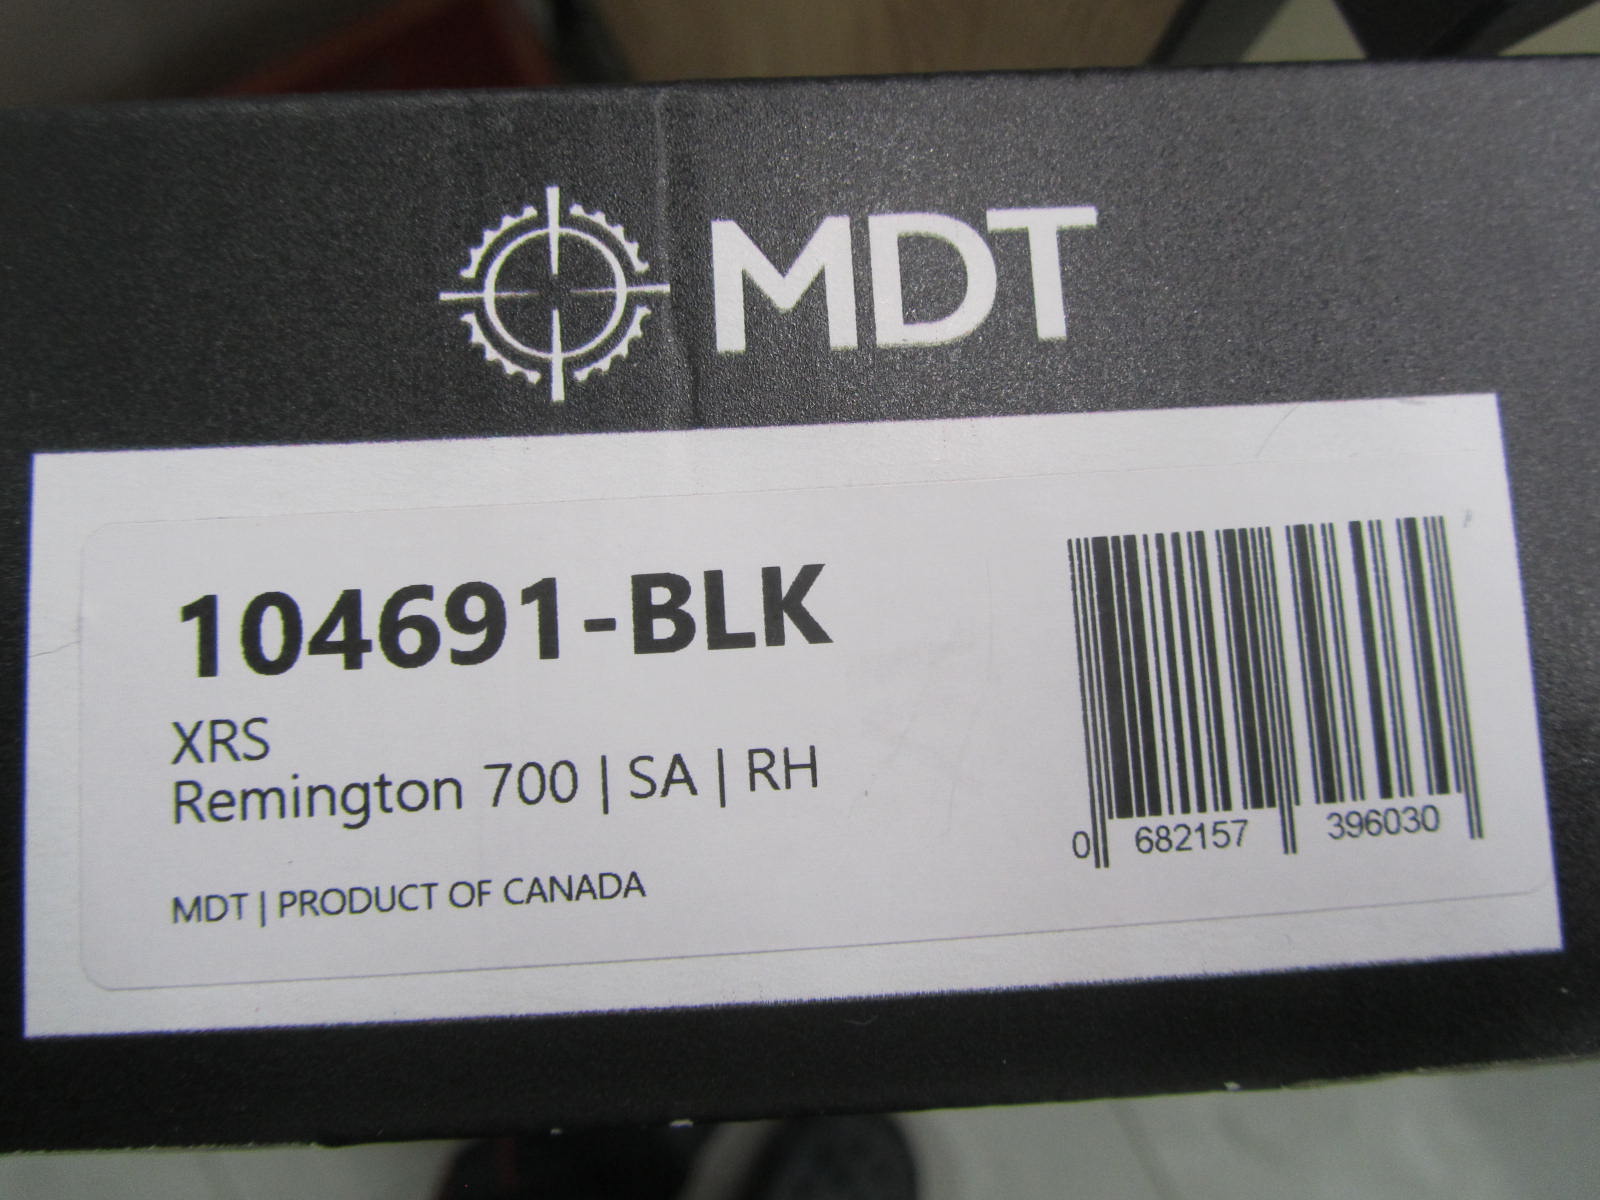 MDT
104691-BLK
XRS
Remington 700 | SA | RH
MDT | PRODUCT OF CANADA
0 682157 396030